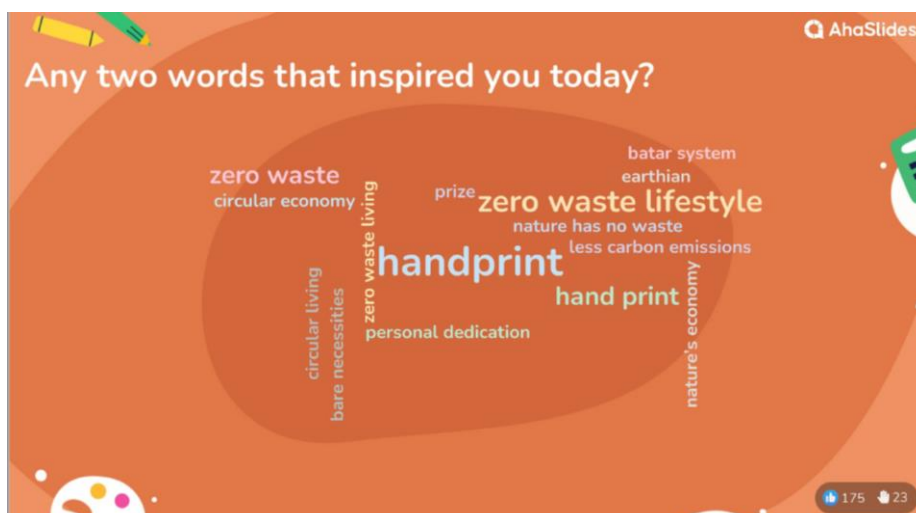 AhaSlides
Any two words that inspired you today?
batar system
zero waste
earthian
prize
zero waste lifestyle
circular economy
zero waste living
nature has no waste
less carbon emissions
handprint
hand print
nature's economy
circular living
bare necessities
personal dedication
175 23